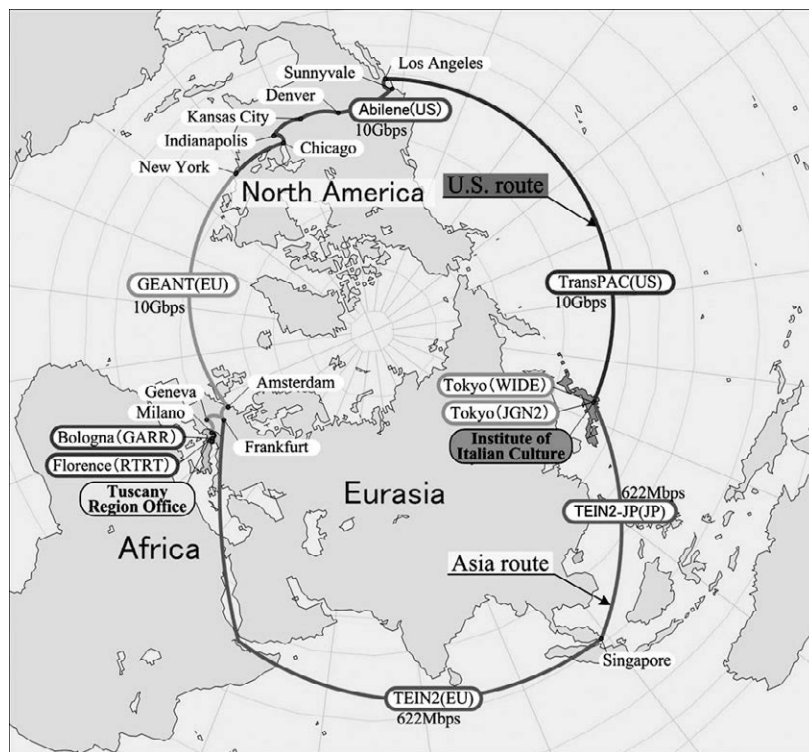 Los Angeles
Sunnyvale
Denver
Abilene(US)
10Gbps
Kansas City
Indianapolis
Chicago
New York
North America
U.S. route
GEANT(EU)
10Gbps
TransPAC(US)
10Gbps
Geneva
Amsterdam
Milano
Tokyo(WIDE)
Tokyo(JGN2)
Bologna(GARR)
Frankfurt
Institute of
Italian Culture
Florence(RTRT)
Tuscany
Region Office
Eurasia
622Mbps
TEIN2-JP(JP)
Africa
Asia route
Singapore
TEIN2(EU)
622Mbps